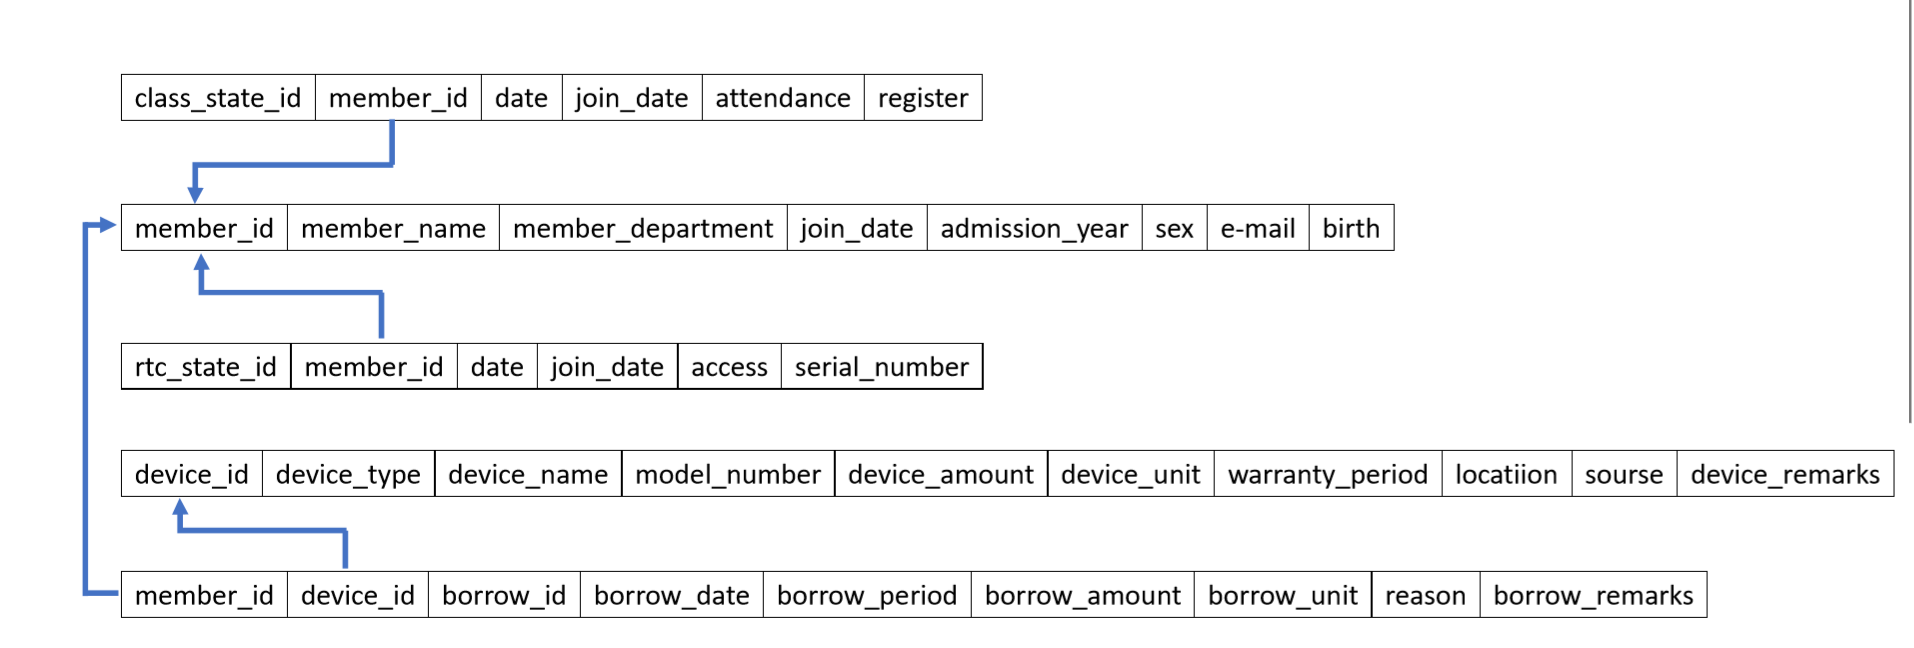 class_state_id member_id date join_date attendance register
member_id member_name member_department join_date admission_year sex e-mail birth
rtc_state_id member_id date join_date access serial_number
device_id device_type device_name model_number device_amount device_unit warranty_period locatiion sourse device_remarks
member_id device_id borrow_id borrow_date borrow_period borrow_amount borrow_unit reason borrow_remarks